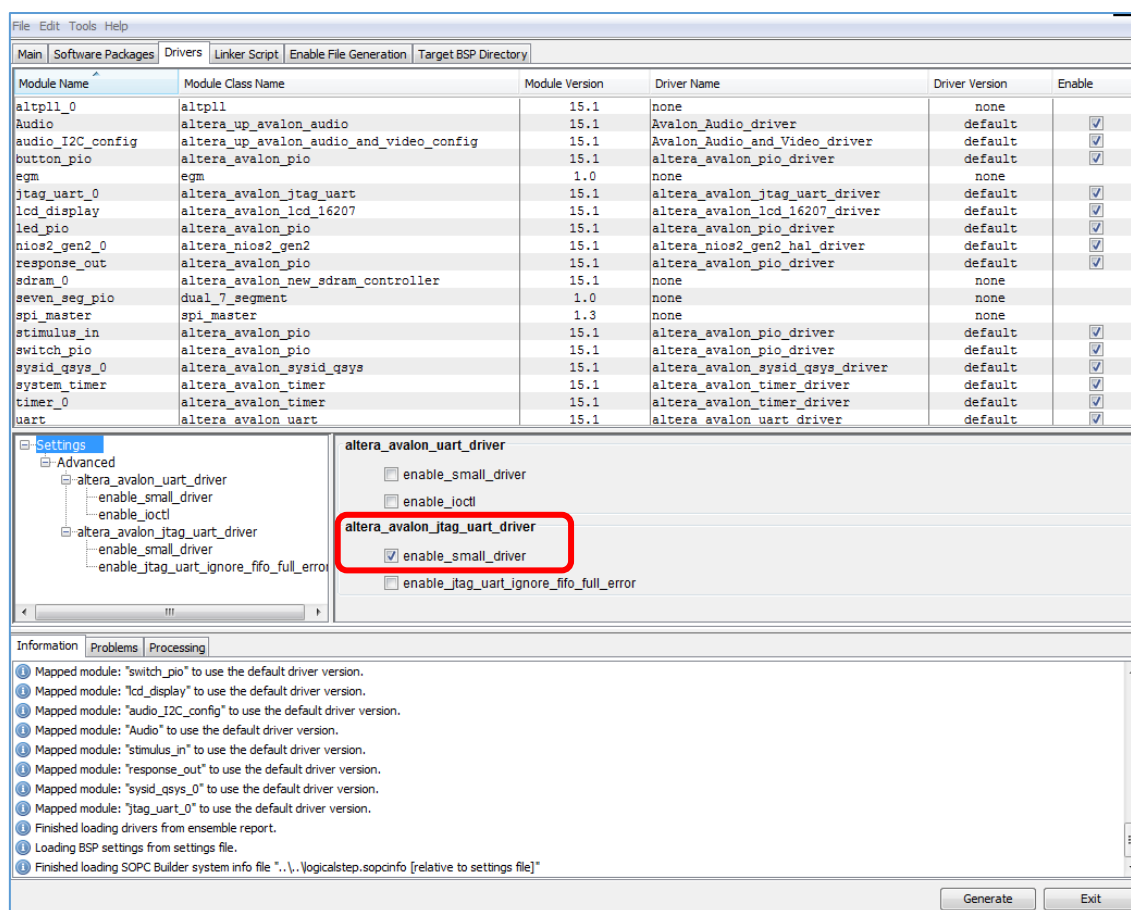 File Edit Tools Help
Main Software Packages Drivers Linker Script Enable File Generation Target BSP Directory
Module Name Module Class Name Module Version Driver Name Driver Version Enable
altpll_0 altpll 15.1 none none
Audio altera_up_avalon_audio 15.1 Avalon_Audio_driver default
audio_I2C_config altera_up_avalon_audio_and_video_config 15.1 Avalon_Audio_and_Video_driver default
button_pio altera_avalon_pio 15.1 altera_avalon_pio_driver default
egm egm 1.0 none none
jtag_uart_0 altera_avalon_jtag_uart 15.1 altera_avalon_jtag_uart_driver default
lcd_display altera_avalon_lcd_16207 15.1 altera_avalon_lcd_16207_driver default
led_pio altera_avalon_pio 15.1 altera_avalon_pio_driver default
nios2_gen2_0 altera_nios2_gen2 15.1 altera_nios2_gen2_hal_driver default
response_out altera_avalon_pio 15.1 altera_avalon_pio_driver default
sdram_0 altera_avalon_new_sdram_controller 15.1 none none
seven_seg_pio dual_7_segment 1.0 none none
spi_master spi_master 1.3 none none
stimulus_in altera_avalon_pio 15.1 altera_avalon_pio_driver default
switch_pio altera_avalon_pio 15.1 altera_avalon_pio_driver default
sysid_qsys_0 altera_avalon_sysid_qsys 15.1 altera_avalon_sysid_qsys_driver default
system_timer altera_avalon_timer 15.1 altera_avalon_timer_driver default
timer_0 altera_avalon_timer 15.1 altera_avalon_timer_driver default
uart altera_avalon_uart 15.1 altera_avalon_uart_driver default
Settings
Advanced
altera_avalon_uart_driver
enable_small_driver
enable_ioctl
altera_avalon_jtag_uart_driver
enable_small_driver
enable_jtag_uart_ignore_fifo_full_error
altera_avalon_uart_driver
enable_small_driver
enable_ioctl
altera_avalon_jtag_uart_driver
enable_small_driver
enable_jtag_uart_ignore_fifo_full_error
Information Problems Processing
Mapped module: "switch_pio" to use the default driver version.
Mapped module: "lcd_display" to use the default driver version.
Mapped module: "audio_I2C_config" to use the default driver version.
Mapped module: "Audio" to use the default driver version.
Mapped module: "stimulus_in" to use the default driver version.
Mapped module: "response_out" to use the default driver version.
Mapped module: "sysid_qsys_0" to use the default driver version.
Mapped module: "jtag_uart_0" to use the default driver version.
Finished loading drivers from ensemble report.
Loading BSP settings from settings file.
Finished loading SOPC Builder system info file "..\..\logicalstep.sopcinfo [relative to settings file]"
Generate Exit